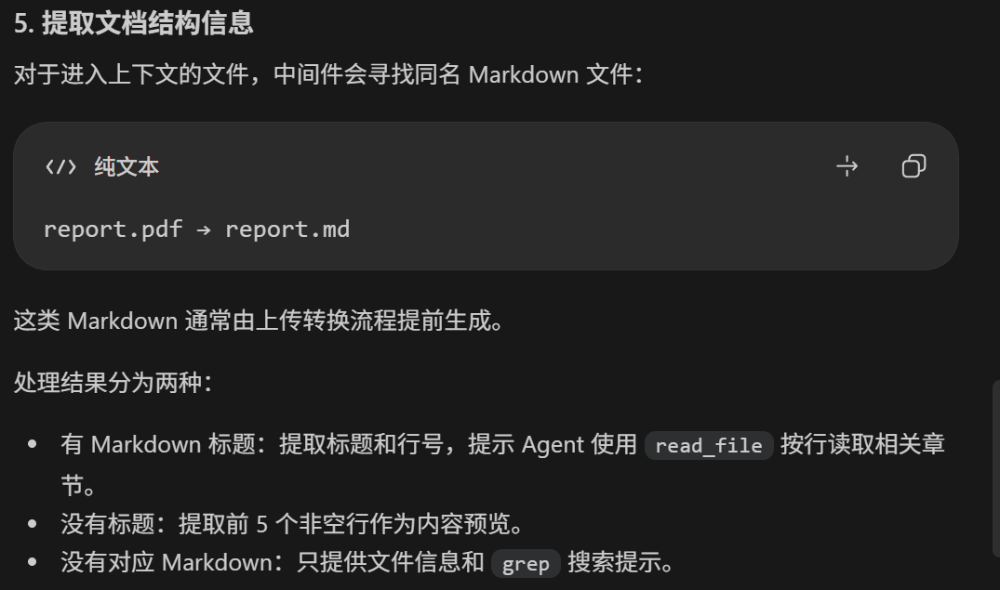 5. 提取文档结构信息
对于进入上下文的文件，中间件会寻找同名 Markdown 文件：
纯文本
report.pdf → report.md
这类 Markdown 通常由上传转换流程提前生成。
处理结果分为两种：
• 有 Markdown 标题：提取标题和行号，提示 Agent 使用 read_file 按行读取相关章
节。
• 没有标题：提取前 5 个非空行作为内容预览。
• 没有对应 Markdown：只提供文件信息和 grep 搜索提示。